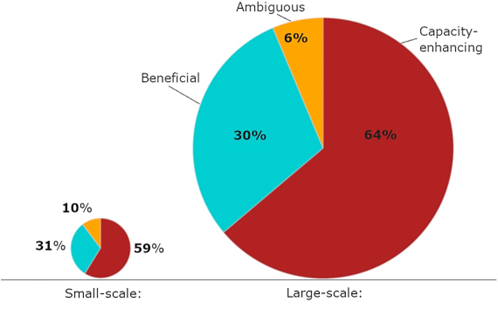 Ambiguous
6%
Capacity-
enhancing
Beneficial
30%
64%
10%
31%
59%
Small-scale:
Large-scale: